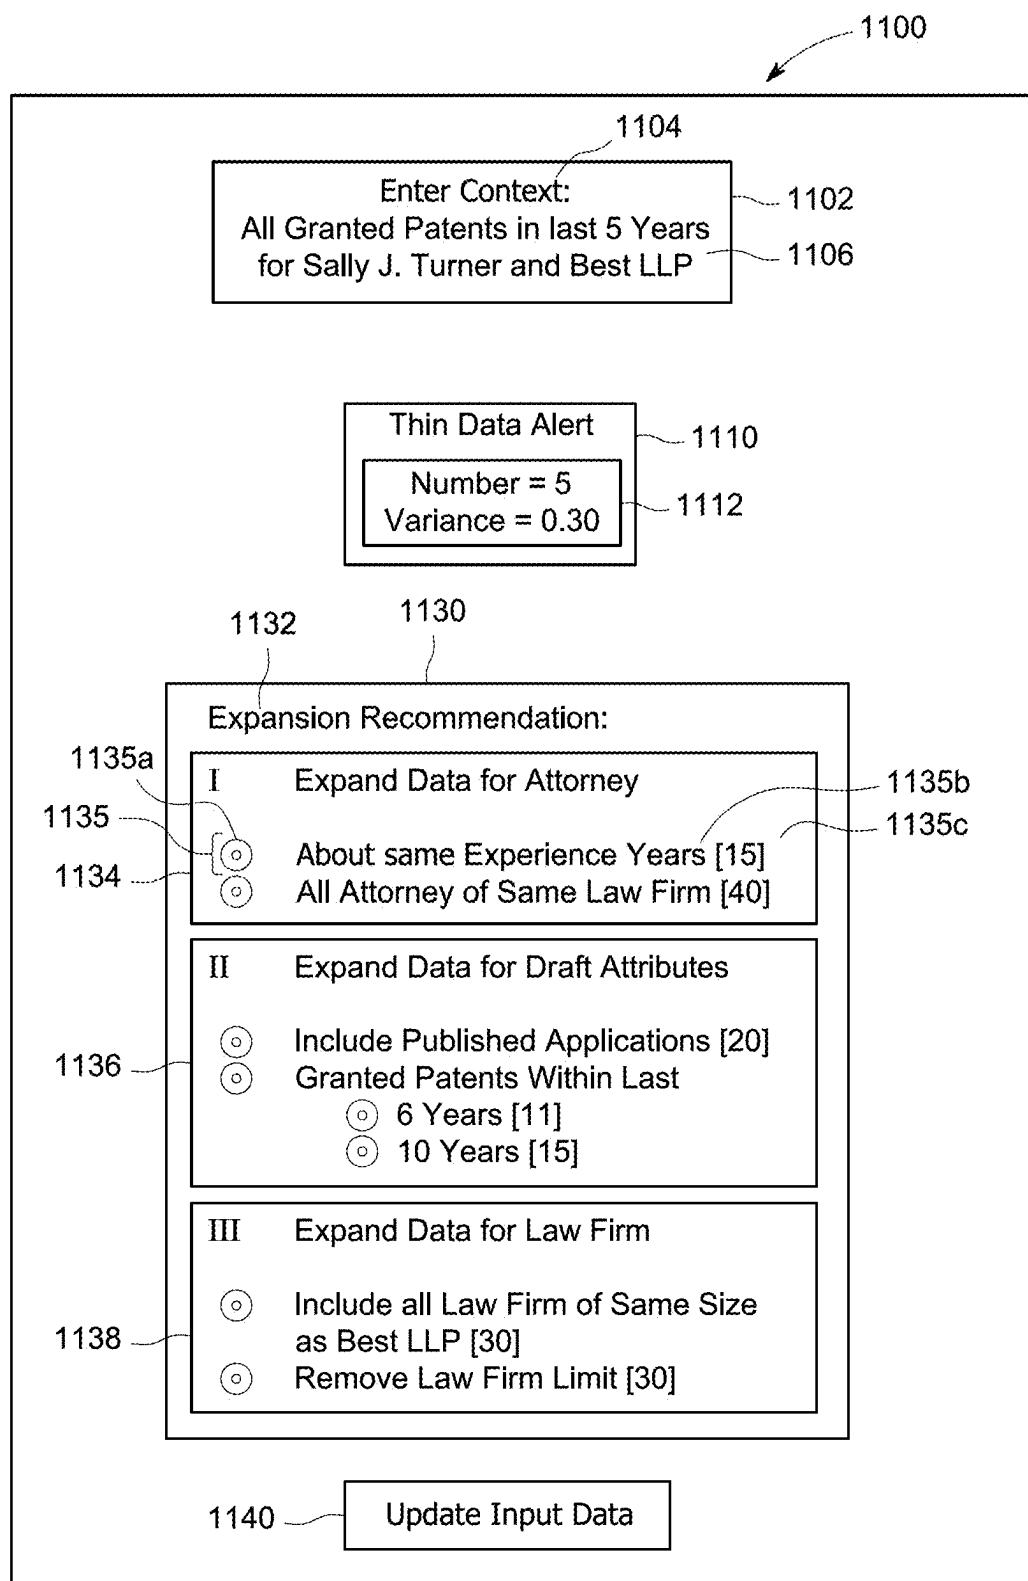 1100
1104
Enter Context:
1102
All Granted Patents in last 5 Years
for Sally J. Turner and Best LLP
1106
Thin Data Alert
1110
Number = 5
Variance = 0.30
1112
1130
1132
Expansion Recommendation:
1135a
I Expand Data for Attorney
1135b
1135
1135c
About same Experience Years [15]
1134
All Attorney of Same Law Firm [40]
II Expand Data for Draft Attributes
Include Published Applications [20]
1136
Granted Patents Within Last
6 Years [11]
10 Years [15]
III Expand Data for Law Firm
Include all Law Firm of Same Size
as Best LLP [30]
1138
Remove Law Firm Limit [30]
1140
Update Input Data